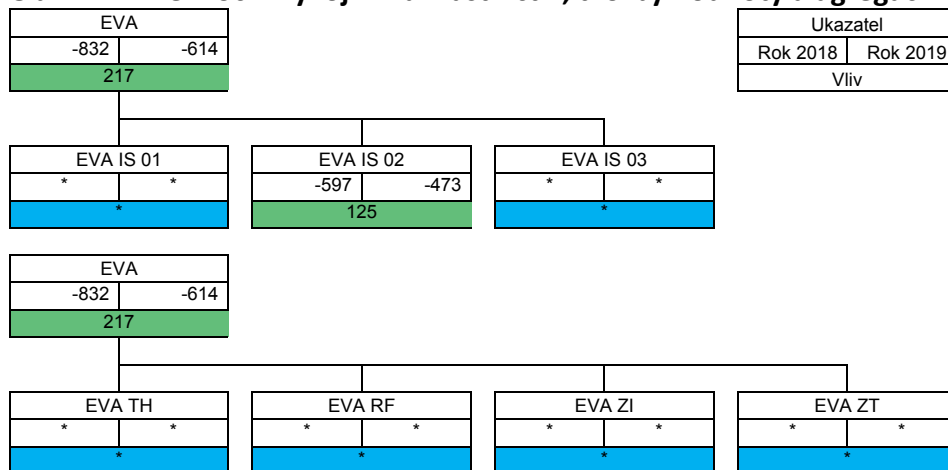 EVA
Ukazatel
-832 -614
Rok 2018 Rok 2019
217
Vliv
EVA IS 01 EVA IS 02 EVA IS 03
* * -597 -473 * *
* 125 *
EVA
-832 -614
217
EVA TH EVA RF EVA ZI EVA ZT
* * * * * * * *
* * * *